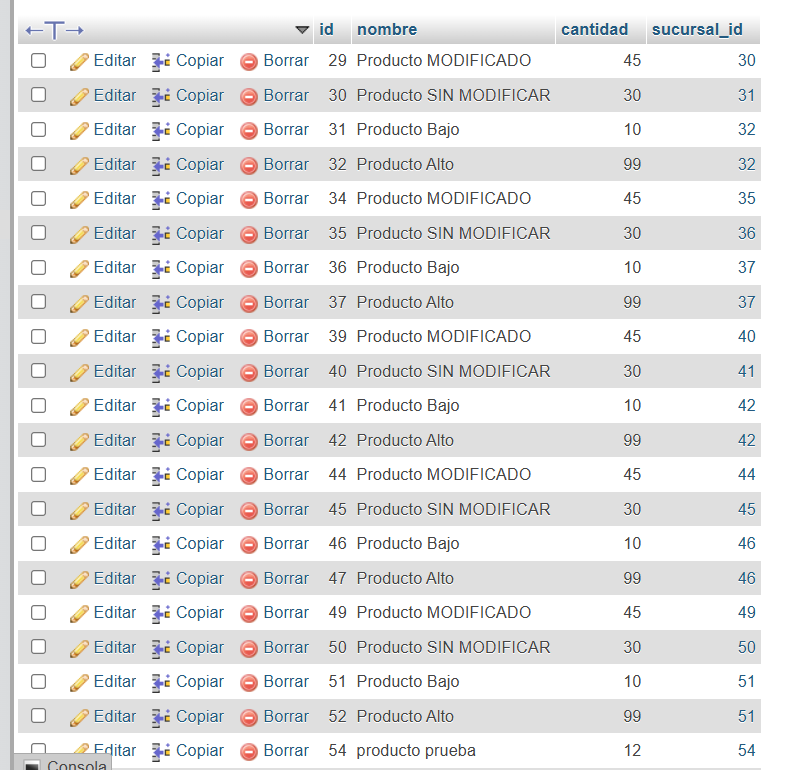 id nombre cantidad sucursal_id
Editar Copiar Borrar 29 Producto MODIFICADO 45 30
Editar Copiar Borrar 30 Producto SIN MODIFICAR 30 31
Editar Copiar Borrar 31 Producto Bajo 10 32
Editar Copiar Borrar 32 Producto Alto 99 32
Editar Copiar Borrar 34 Producto MODIFICADO 45 35
Editar Copiar Borrar 35 Producto SIN MODIFICAR 30 36
Editar Copiar Borrar 36 Producto Bajo 10 37
Editar Copiar Borrar 37 Producto Alto 99 37
Editar Copiar Borrar 39 Producto MODIFICADO 45 40
Editar Copiar Borrar 40 Producto SIN MODIFICAR 30 41
Editar Copiar Borrar 41 Producto Bajo 10 42
Editar Copiar Borrar 42 Producto Alto 99 42
Editar Copiar Borrar 44 Producto MODIFICADO 45 44
Editar Copiar Borrar 45 Producto SIN MODIFICAR 30 45
Editar Copiar Borrar 46 Producto Bajo 10 46
Editar Copiar Borrar 47 Producto Alto 99 46
Editar Copiar Borrar 49 Producto MODIFICADO 45 49
Editar Copiar Borrar 50 Producto SIN MODIFICAR 30 50
Editar Copiar Borrar 51 Producto Bajo 10 51
Editar Copiar Borrar 52 Producto Alto 99 51
Editar Copiar Borrar 54 producto prueba 12 54
Consola